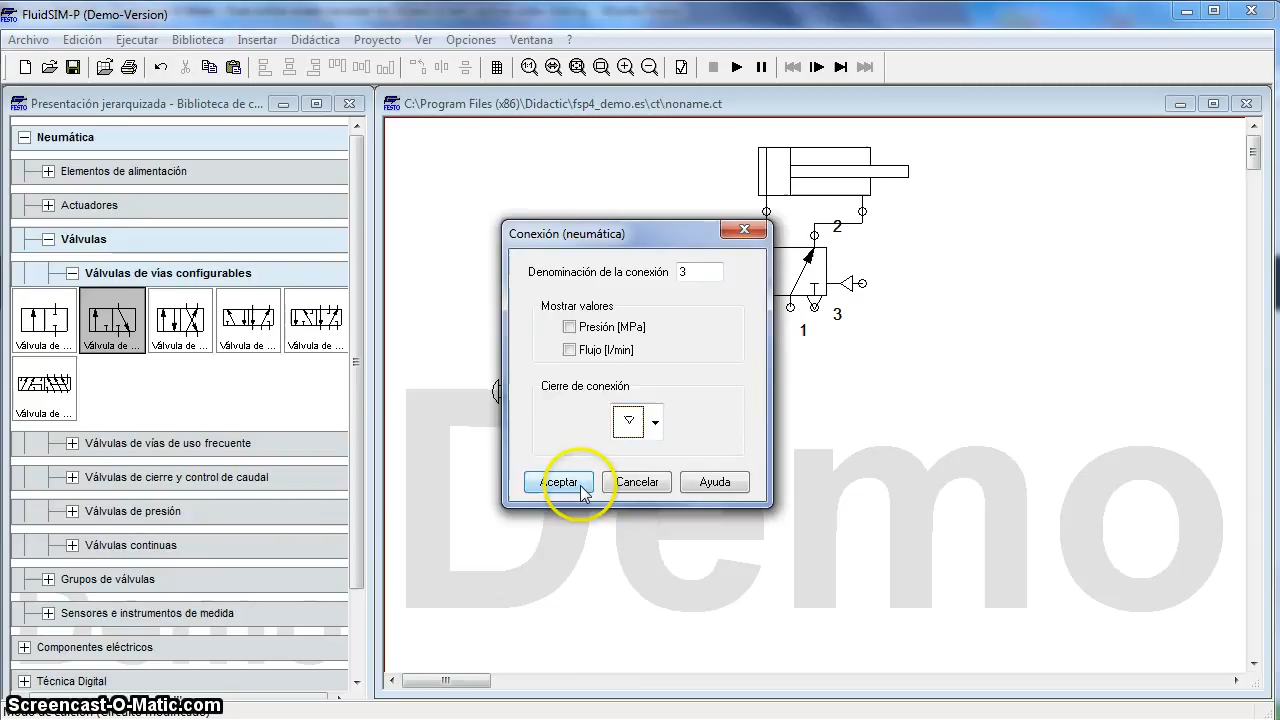 FluidSIM-P (Demo-Version)
Archivo Edición Ejecutar Biblioteca Insertar Didáctica Proyecto Ver Opciones Ventana ?
Presentación jerarquizada - Biblioteca de c...
C:\Program Files (x86)\Didactic\fsp4_demo.es\ct\noname.ct
Neumática
Elementos de alimentación
Actuadores
Válvulas
Válvulas de vías configurables
Válvula de ... Válvula de ... Válvula de ... Válvula de ... Válvula de ...
Válvula de ...
Válvulas de vías de uso frecuente
Válvulas de cierre y control de caudal
Válvulas de presión
Válvulas continuas
Grupos de válvulas
Sensores e instrumentos de medida
Componentes eléctricos
Técnica Digital
Conexión (neumática)
Denominación de la conexión 3
Mostrar valores
Presión [MPa]
Flujo [l/min]
Cierre de conexión
Aceptar Cancelar Ayuda
2
3
1
Demo
Screencast-O-Matic.com